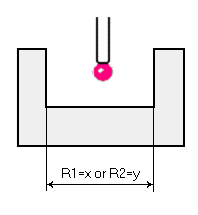 R1=x or R2=y